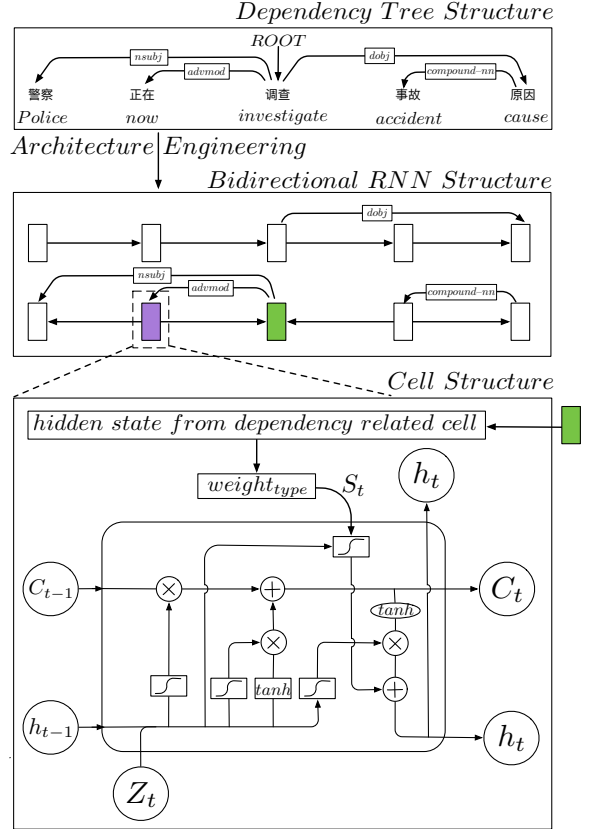 Dependency Tree Structure
ROOT
nsubj
dobj
advmod
compound–nn
警察 正在 调查 事故 原因
Police now investigate accident cause
Architecture Engineering
Bidirectional RNN Structure
dobj
nsubj
advmod
compound–nn
Cell Structure
hidden state from dependency related cell
h_t
weight_type S_t
C_{t−1}
C_t
tanh
tanh
h_{t−1}
h_t
Z_t